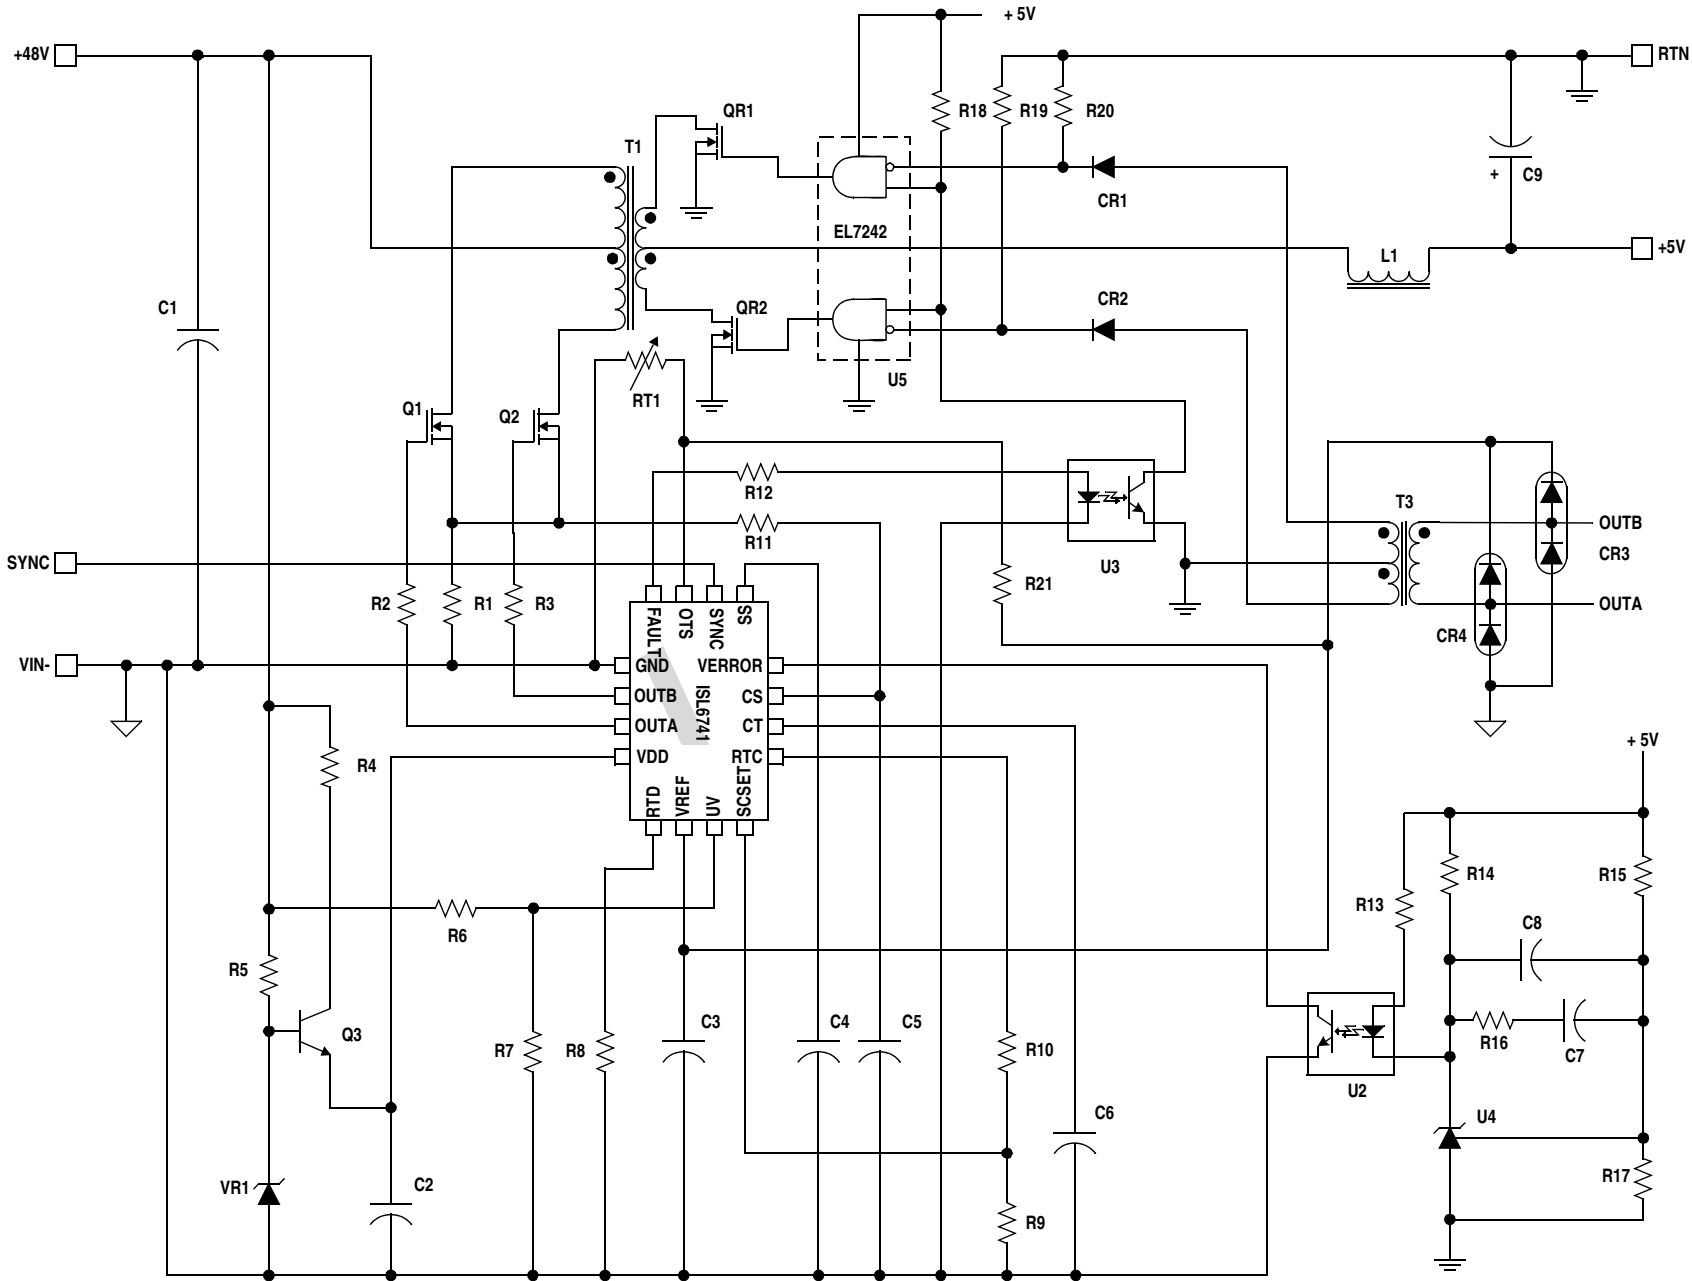 + 5V
+48V
RTN
QR1
R18
R19
R20
T1
C9
+
CR1
EL7242
+5V
L1
C1
CR2
QR2
U5
RT1
Q1
Q2
T3
R12
OUTB
R11
CR3
SYNC
U3
R21
R2
R1
R3
OUTA
FAULT
OTS
SYNC
SS
CR4
VIN-
GND
VERROR
OUTB
CS
ISL6741
OUTA
CT
+ 5V
VDD
RTC
R4
RTD
VREF
UV
SCSET
R14
R15
R13
C8
R6
R5
Q3
C3
C4
C5
R7
R8
R10
R16
C7
U2
C6
U4
R17
VR1
C2
R9